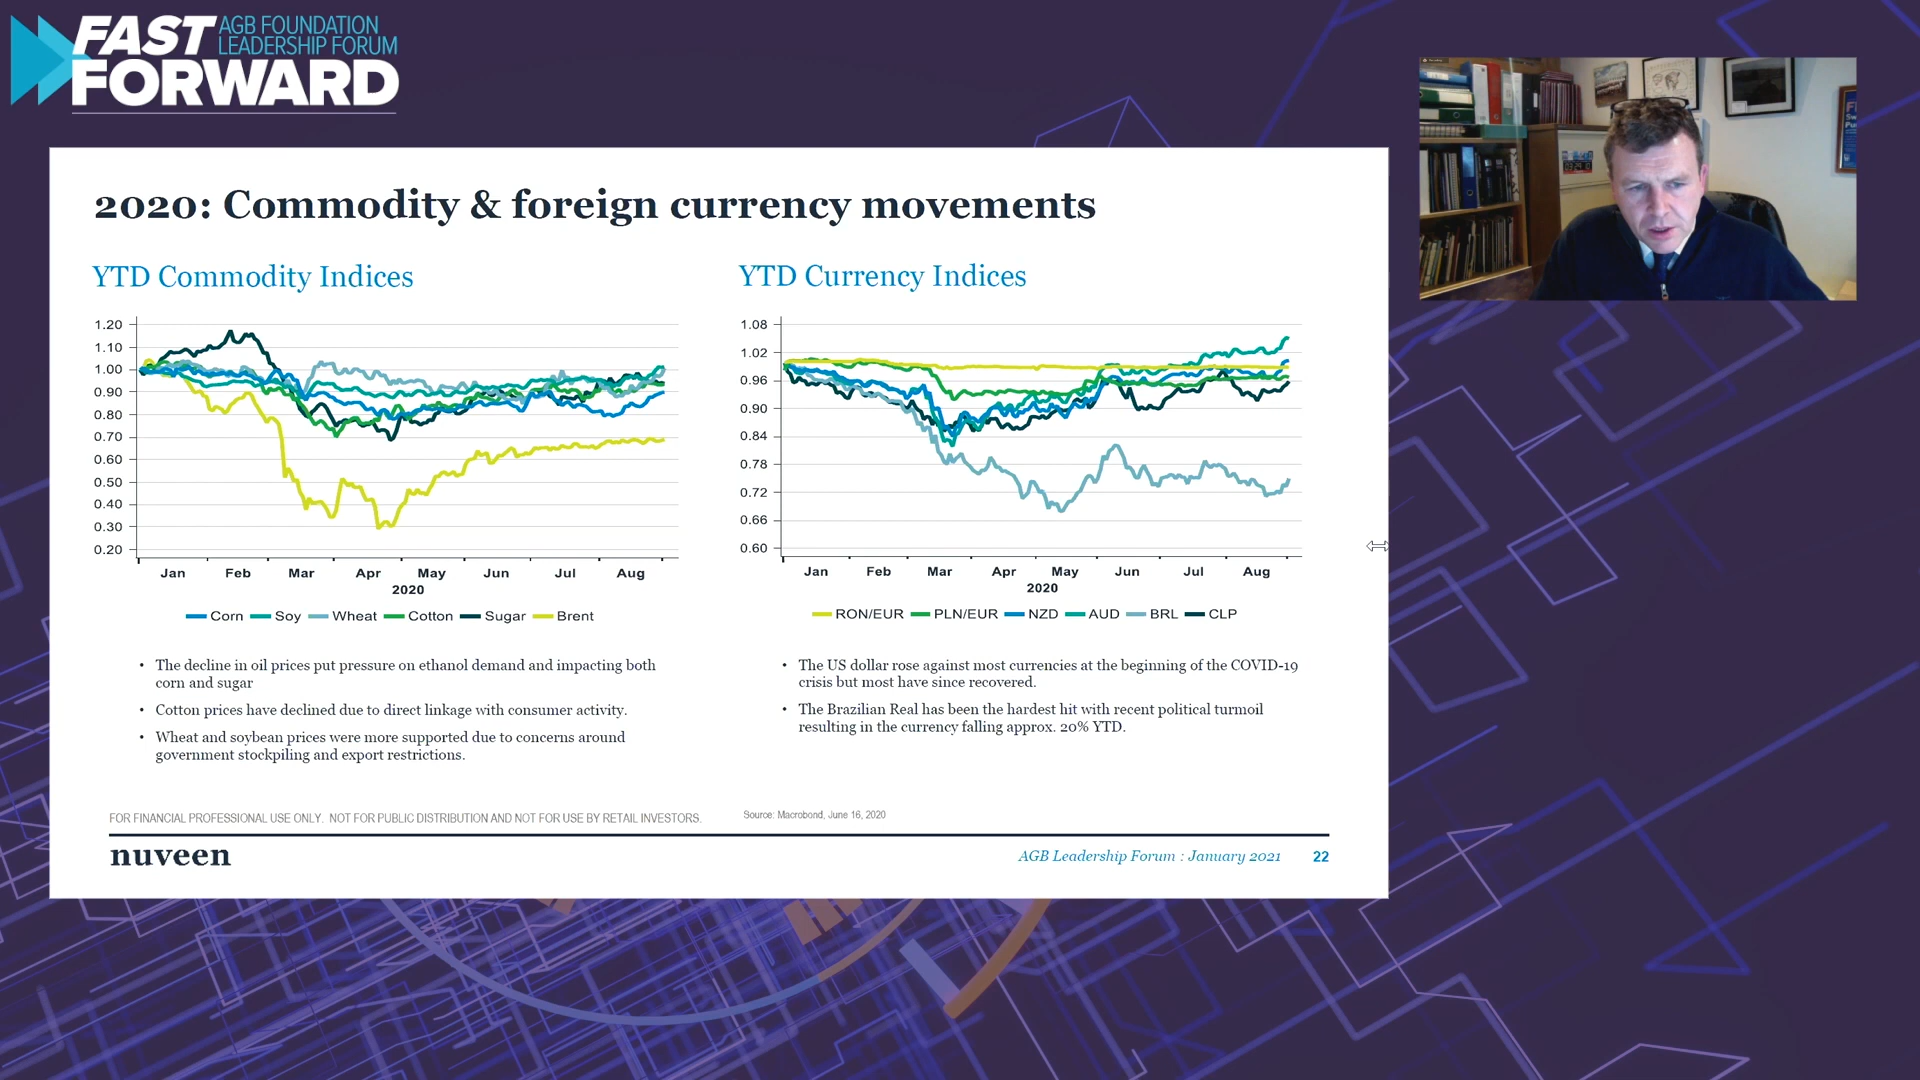 FAST AGB FOUNDATION
LEADERSHIP FORUM
FORWARD
2020: Commodity & foreign currency movements
YTD Commodity Indices
1.20
1.10
1.00
0.90
0.80
0.70
0.60
0.50
0.40
0.30
0.20
Jan Feb Mar Apr May Jun Jul Aug
2020
Corn Soy Wheat Cotton Sugar Brent
• The decline in oil prices put pressure on ethanol demand and impacting both
corn and sugar
• Cotton prices have declined due to direct linkage with consumer activity.
• Wheat and soybean prices were more supported due to concerns around
government stockpiling and export restrictions.
YTD Currency Indices
1.08
1.02
0.96
0.90
0.84
0.78
0.72
0.66
0.60
Jan Feb Mar Apr May Jun Jul Aug
2020
RON/EUR PLN/EUR NZD AUD BRL CLP
• The US dollar rose against most currencies at the beginning of the COVID-19
crisis but most have since recovered.
• The Brazilian Real has been the hardest hit with recent political turmoil
resulting in the currency falling approx. 20% YTD.
FOR FINANCIAL PROFESSIONAL USE ONLY. NOT FOR PUBLIC DISTRIBUTION AND NOT FOR USE BY RETAIL INVESTORS.
Source: Macrobond, June 16, 2020
nuveen
AGB Leadership Forum : January 2021 22